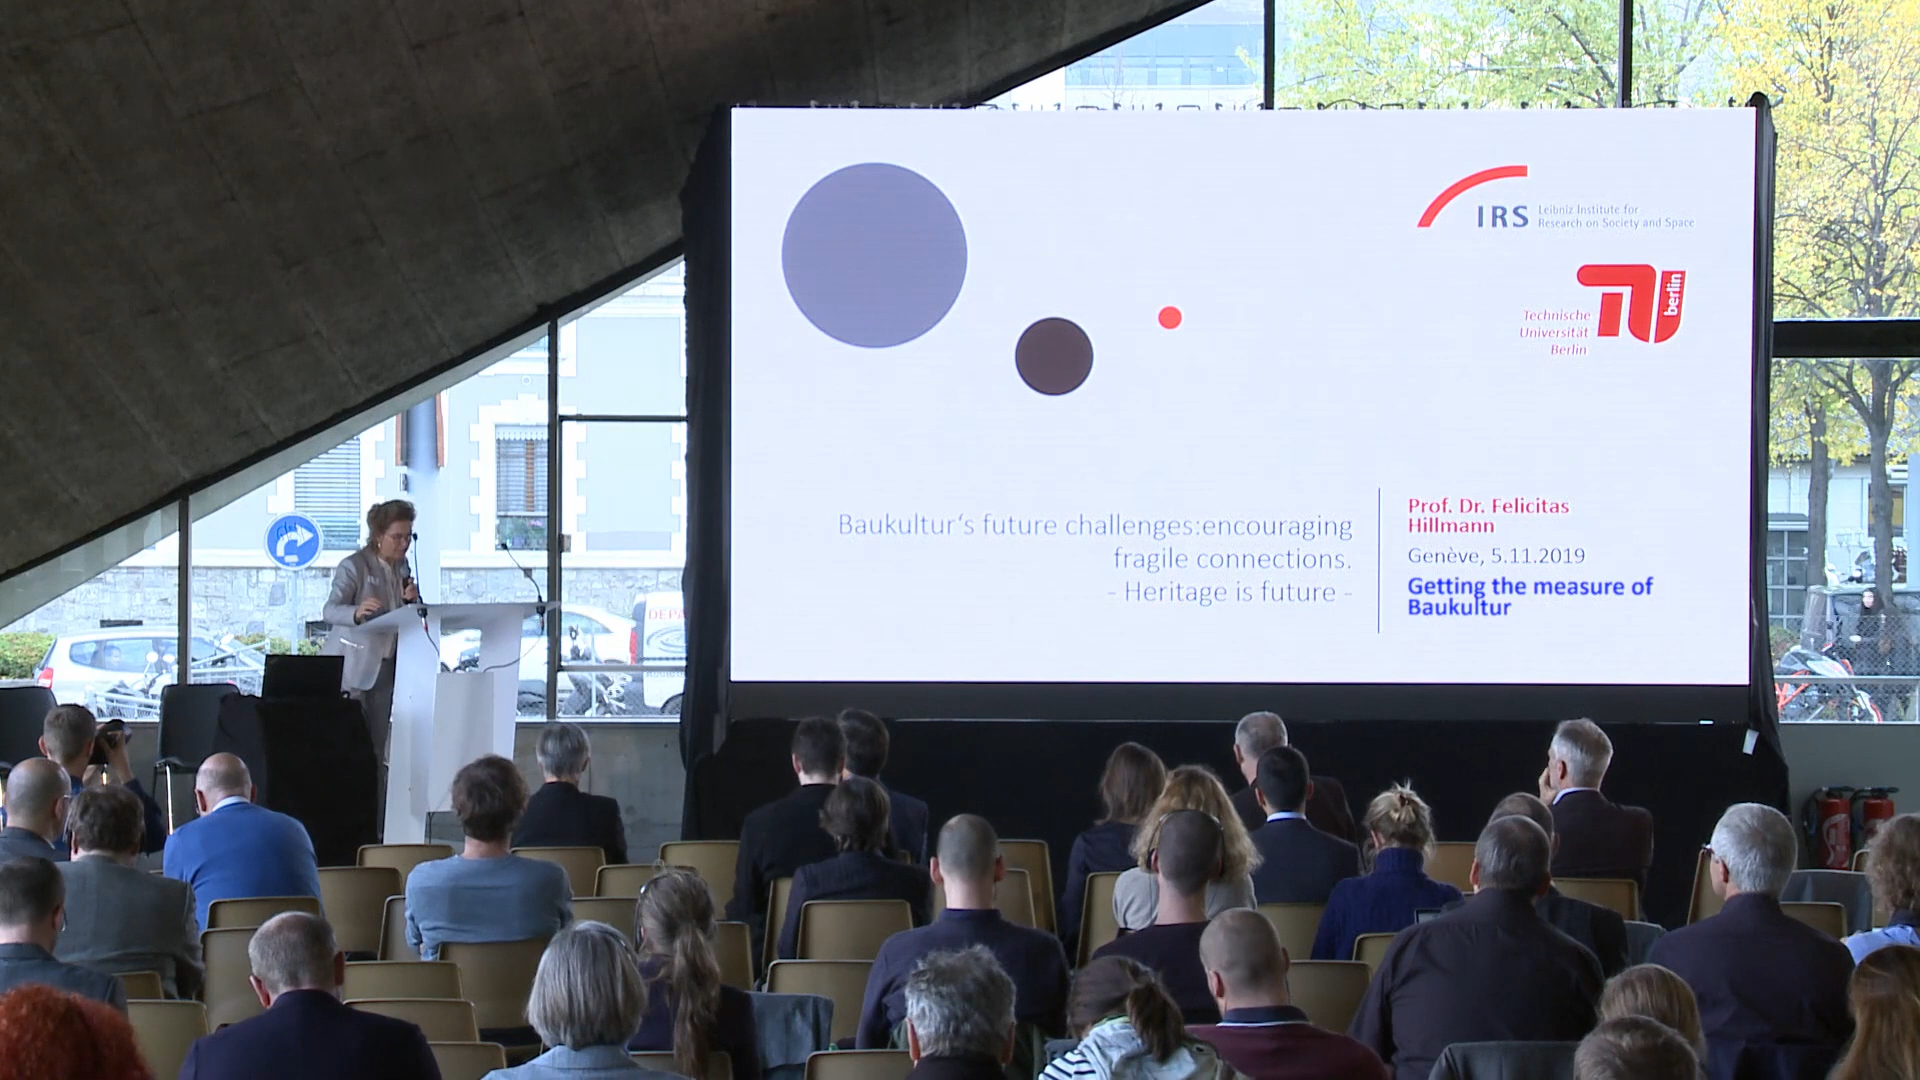 IRS
Leibniz Institute for
Research on Society and Space
berlin
Technische
Universität
Berlin
Baukultur‘s future challenges:encouraging
fragile connections.
- Heritage is future -
Prof. Dr. Felicitas
Hillmann
Genève, 5.11.2019
Getting the measure of
Baukultur
DEPA